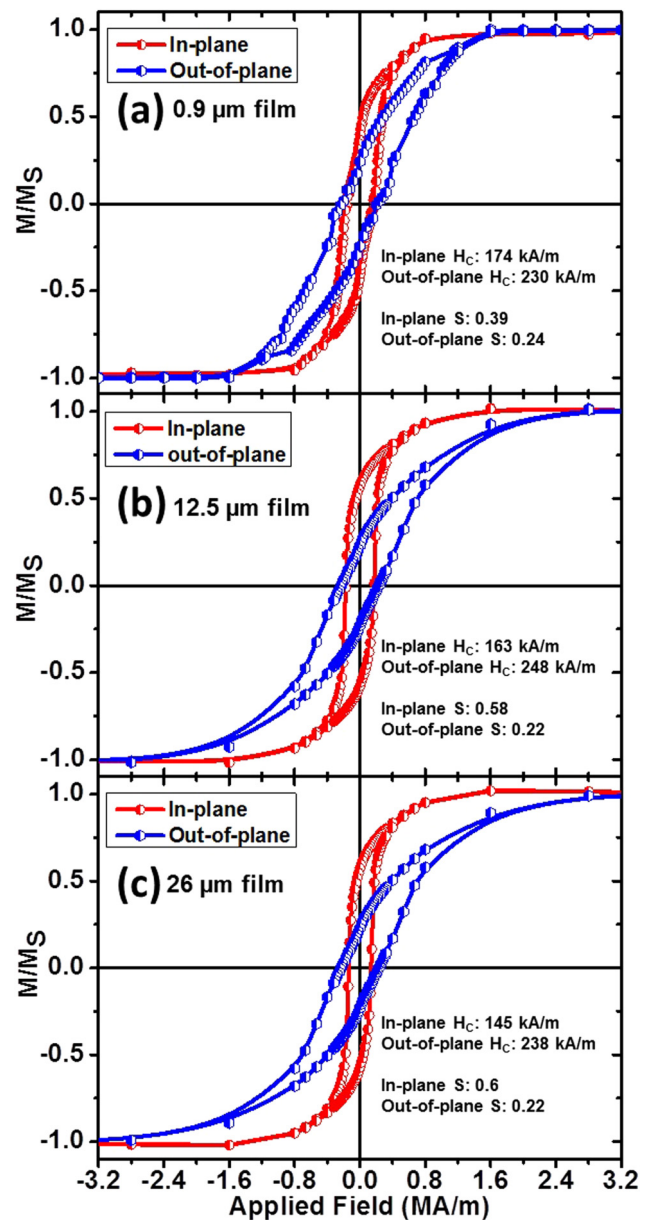 1.0
0.5
0.0
-0.5
-1.0
M/MS
In-plane
Out-of-plane
(a) 0.9 µm film
In-plane HC: 174 kA/m
Out-of-plane HC: 230 kA/m
In-plane S: 0.39
Out-of-plane S: 0.24
1.0
0.5
0.0
-0.5
-1.0
M/MS
In-plane
out-of-plane
(b) 12.5 µm film
In-plane HC: 163 kA/m
Out-of-plane HC: 248 kA/m
In-plane S: 0.58
Out-of-plane S: 0.22
1.0
0.5
0.0
-0.5
-1.0
M/MS
In-plane
Out-of-plane
(c) 26 µm film
In-plane HC: 145 kA/m
Out-of-plane HC: 238 kA/m
In-plane S: 0.6
Out-of-plane S: 0.22
-3.2 -2.4 -1.6 -0.8 0.0 0.8 1.6 2.4 3.2
Applied Field (MA/m)